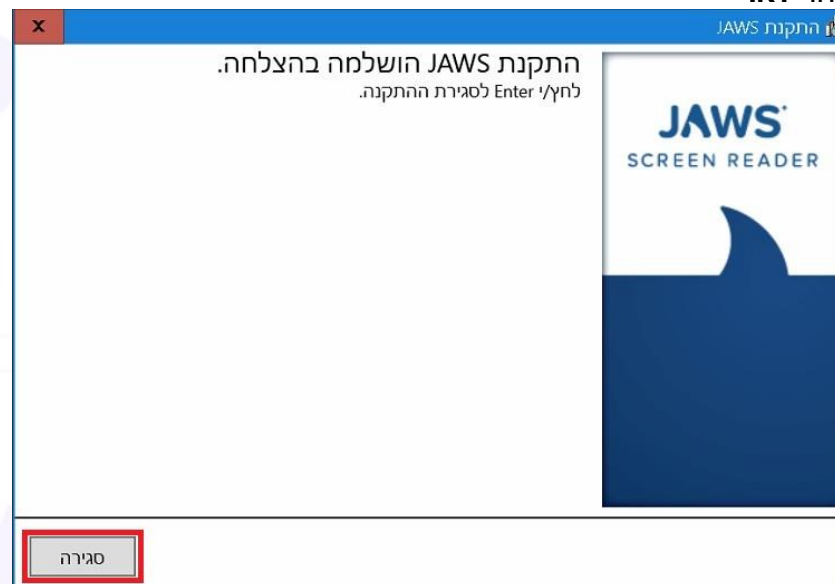 התקנת JAWS
x
התקנת JAWS הושלמה בהצלחה.
לחץ/י Enter לסגירת ההתקנה.
JAWS
SCREEN READER
סגירה